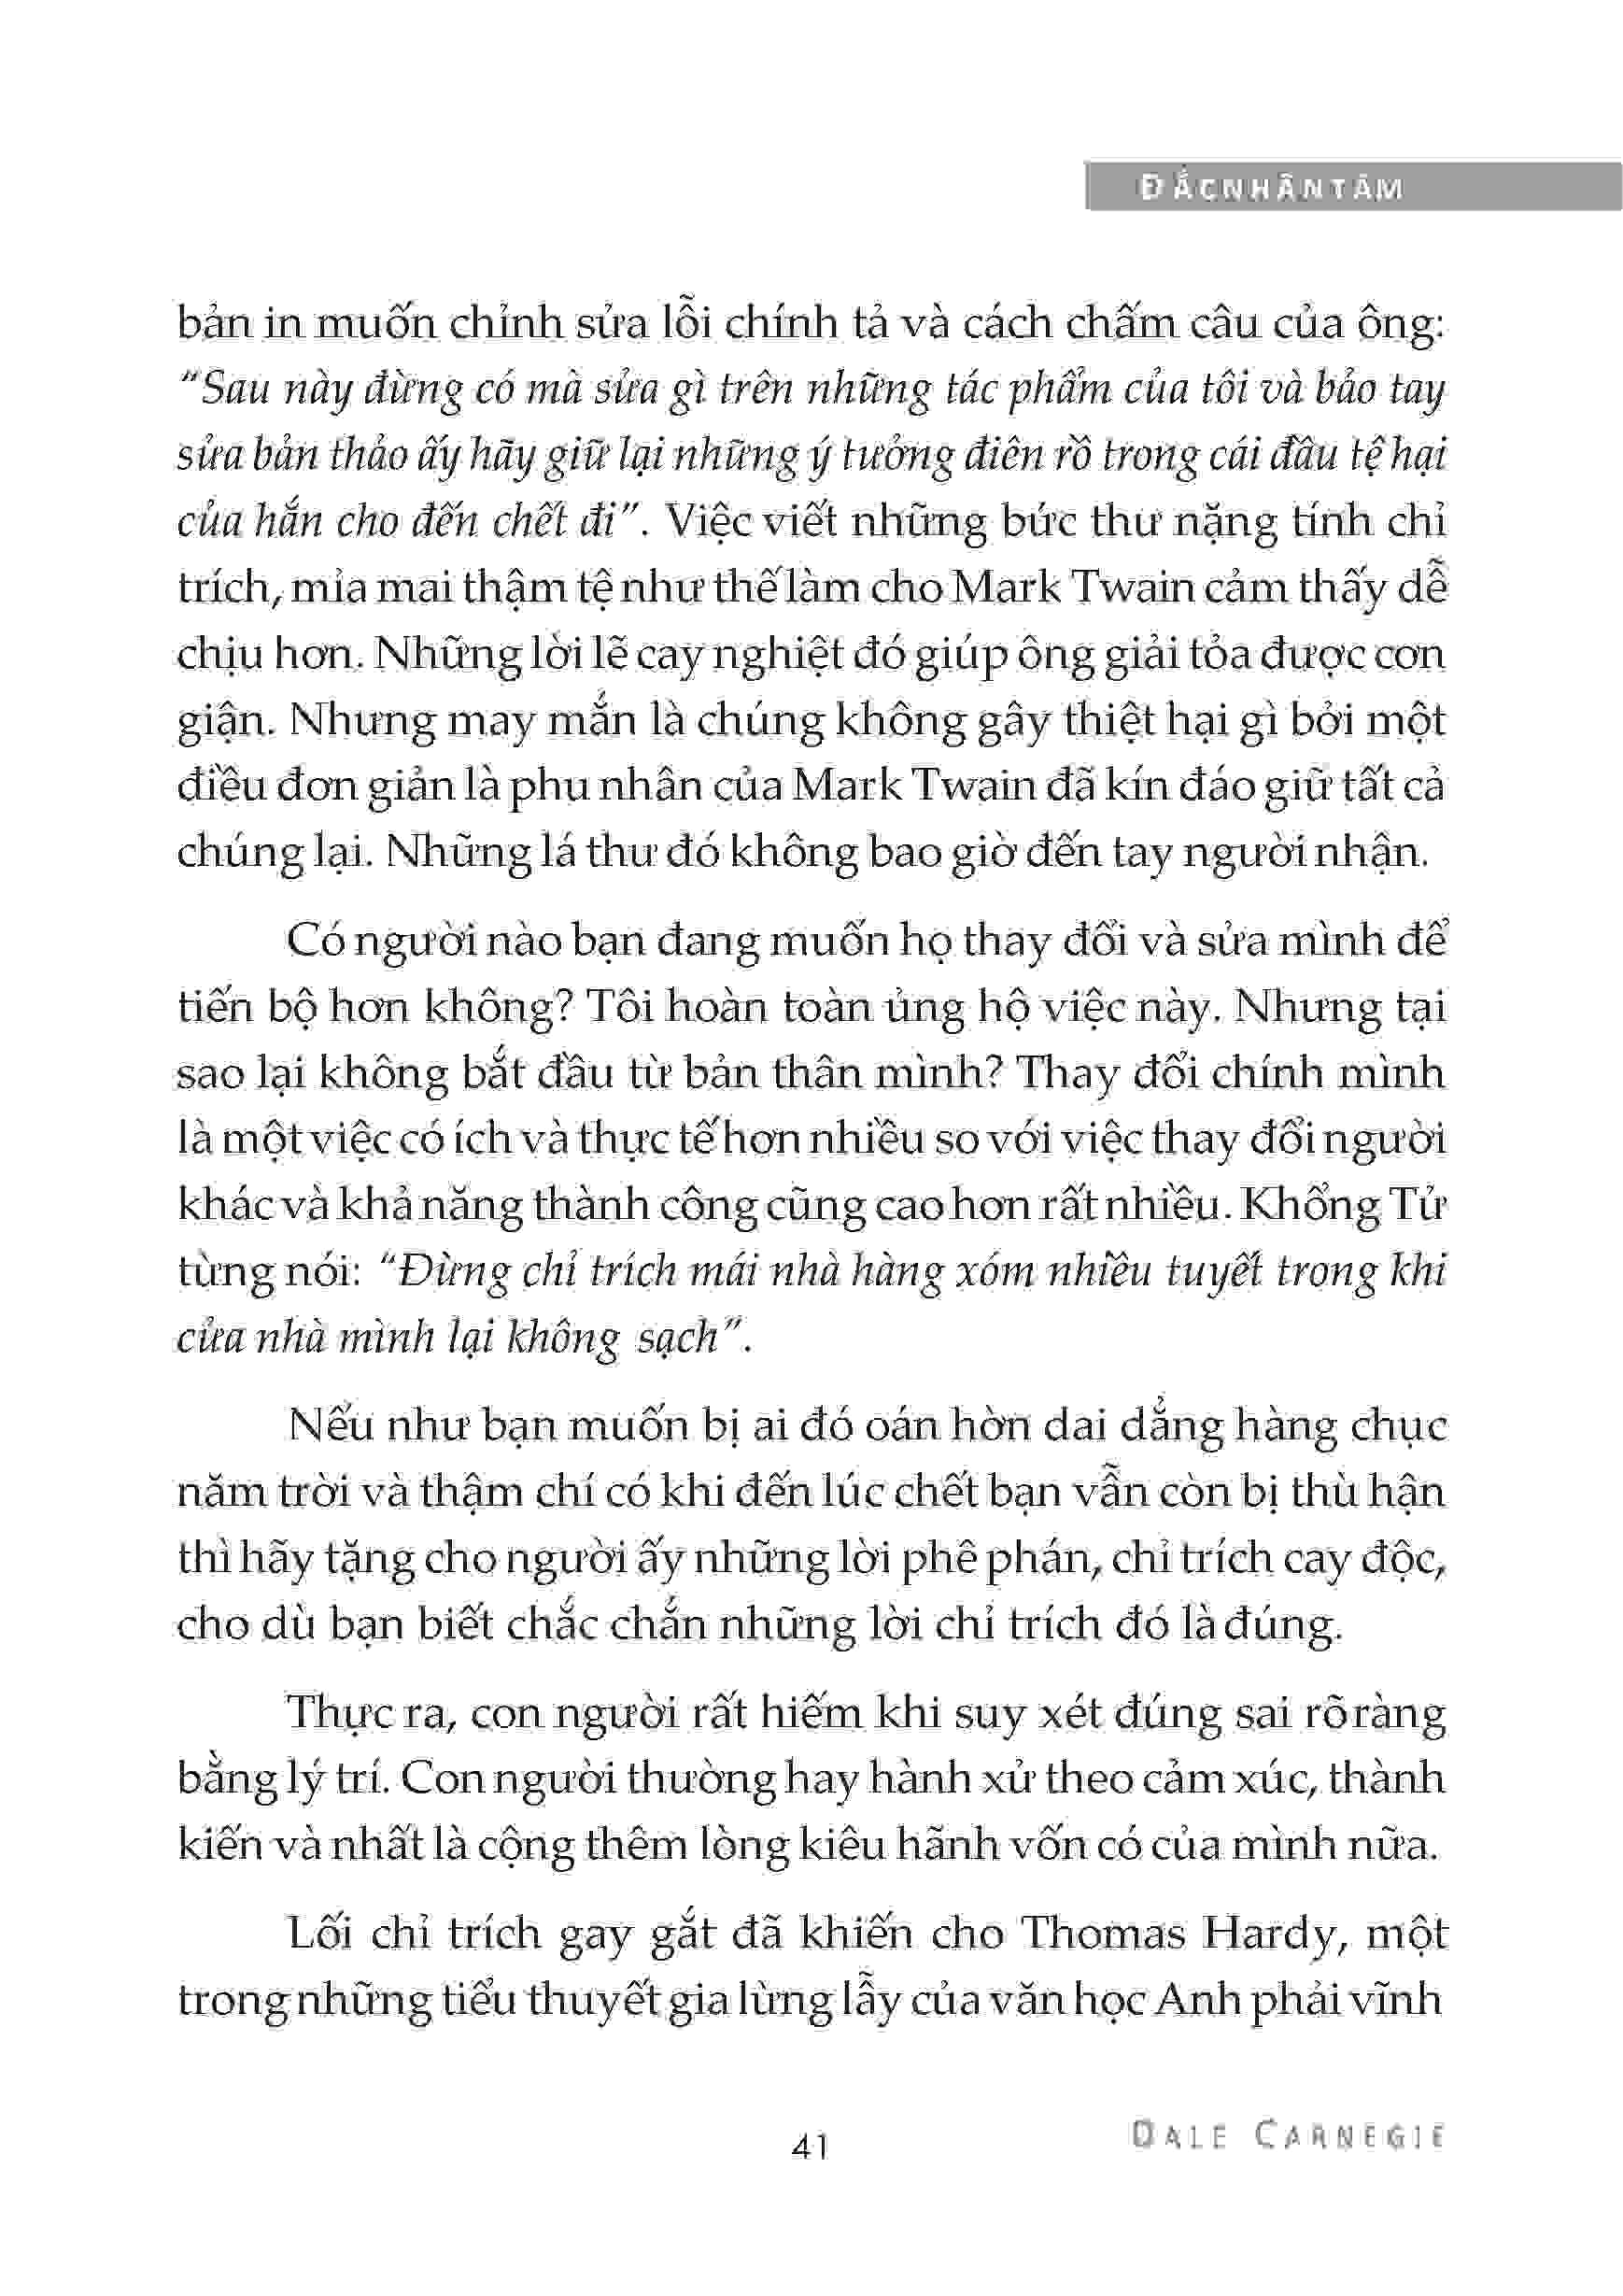 ĐẮC NHÂN TÂM
bản in muốn chỉnh sửa lỗi chính tả và cách chấm câu của ông:
“Sau này đừng có mà sửa gì trên những tác phẩm của tôi và bảo tay
sửa bản thảo ấy hãy giữ lại những ý tưởng điên rồ trong cái đầu tệ hại
của hắn cho đến chết đi”. Việc viết những bức thư nặng tính chỉ
trích, mỉa mai thậm tệ như thế làm cho Mark Twain cảm thấy dễ
chịu hơn. Những lời lẽ cay nghiệt đó giúp ông giải tỏa được cơn
giận. Nhưng may mắn là chúng không gây thiệt hại gì bởi một
điều đơn giản là phu nhân của Mark Twain đã kín đáo giữ tất cả
chúng lại. Những lá thư đó không bao giờ đến tay người nhận.
Có người nào bạn đang muốn họ thay đổi và sửa mình để
tiến bộ hơn không? Tôi hoàn toàn ủng hộ việc này. Nhưng tại
sao lại không bắt đầu từ bản thân mình? Thay đổi chính mình
là một việc có ích và thực tế hơn nhiều so với việc thay đổi người
khác và khả năng thành công cũng cao hơn rất nhiều. Khổng Tử
từng nói: “Đừng chỉ trích mái nhà hàng xóm nhiều tuyết trong khi
cửa nhà mình lại không sạch”.
Nếu như bạn muốn bị ai đó oán hờn dai dẳng hàng chục
năm trời và thậm chí có khi đến lúc chết bạn vẫn còn bị thù hận
thì hãy tặng cho người ấy những lời phê phán, chỉ trích cay độc,
cho dù bạn biết chắc chắn những lời chỉ trích đó là đúng.
Thực ra, con người rất hiếm khi suy xét đúng sai rõ ràng
bằng lý trí. Con người thường hay hành xử theo cảm xúc, thành
kiến và nhất là cộng thêm lòng kiêu hãnh vốn có của mình nữa.
Lối chỉ trích gay gắt đã khiến cho Thomas Hardy, một
trong những tiểu thuyết gia lừng lẫy của văn học Anh phải vĩnh
41
DALE CARNEGIE